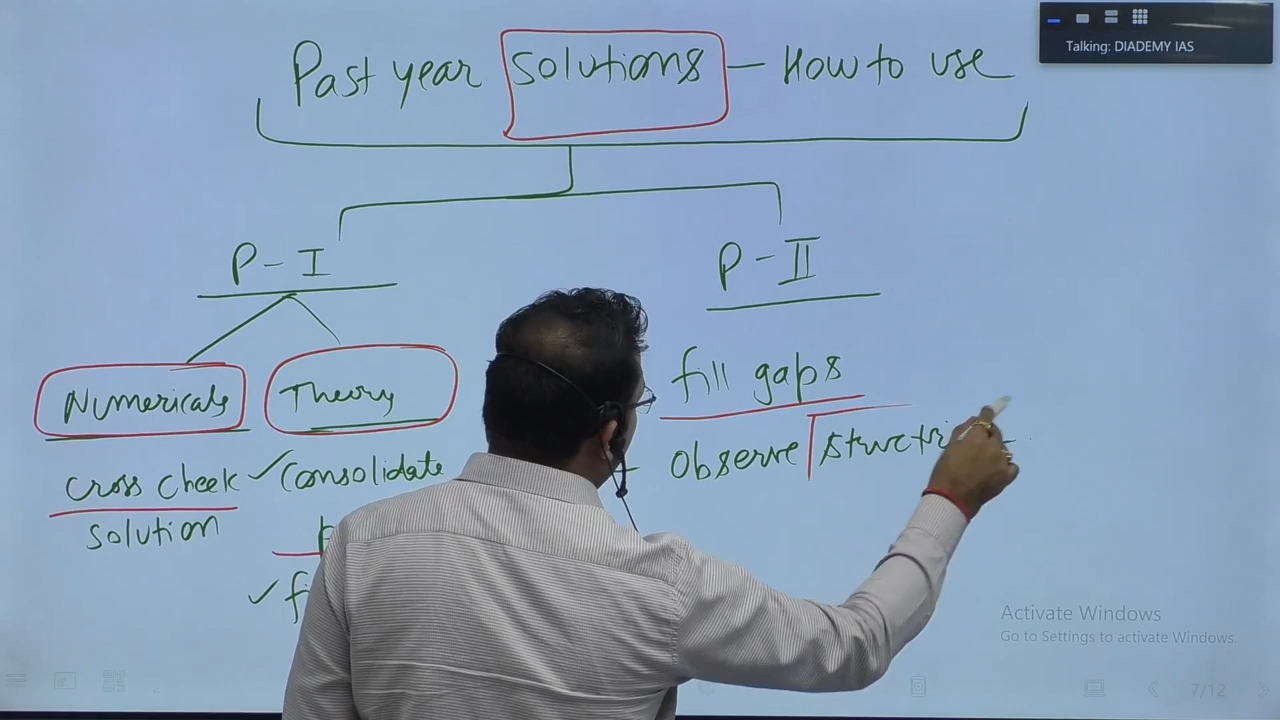 Past year solutions - How to use
Talking: DIADEMY IAS
P-I
P-II
Numericals
Theory
fill gaps
cross check
solution
✓ Consolidate
Observe
✓
Activate Windows
Go to Settings to activate Windows.
7/12